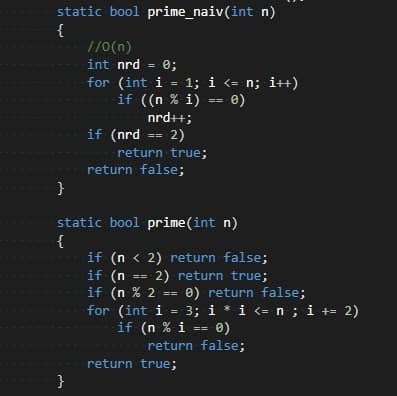 static bool prime_naiv(int n)
{
//O(n)
int nrd = 0;
for (int i = 1; i <= n; i++)
if ((n % i) == 0)
nrd++;
if (nrd == 2)
return true;
return false;
}
static bool prime(int n)
{
if (n < 2) return false;
if (n == 2) return true;
if (n % 2 == 0) return false;
for (int i = 3; i * i <= n ; i += 2)
if (n % i == 0)
return false;
return true;
}